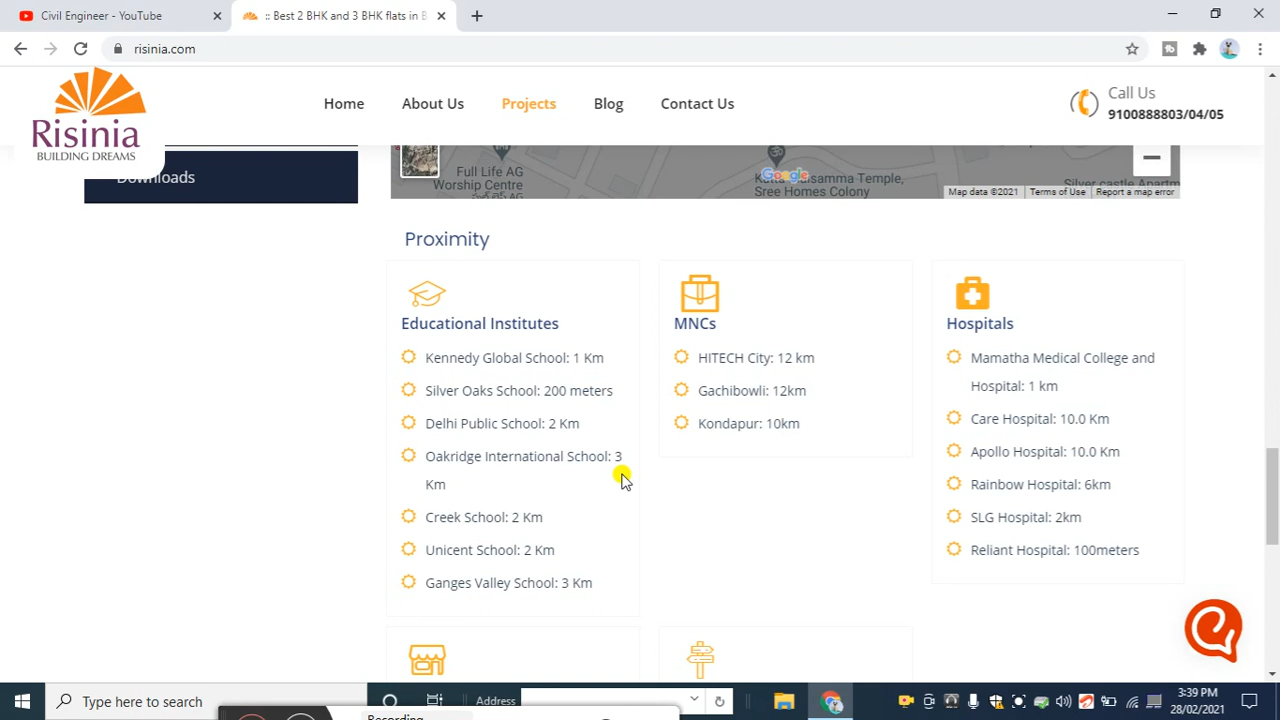 Civil Engineer - YouTube
:: Best 2 BHK and 3 BHK flats in B
risinia.com
Risinia
BUILDING DREAMS
Home
About Us
Projects
Blog
Contact Us
Call Us
9100888803/04/05
Downloads
Full Life AG
Worship Centre
Temple,
Sree Homes Colony
Google
Silver castle Apartm
Map data ©2021
Terms of Use
Report a map error
Proximity
Educational Institutes
Kennedy Global School: 1 Km
Silver Oaks School: 200 meters
Delhi Public School: 2 Km
Oakridge International School: 3
Km
Creek School: 2 Km
Unicent School: 2 Km
Ganges Valley School: 3 Km
MNCs
HITECH City: 12 km
Gachibowli: 12km
Kondapur: 10km
Hospitals
Mamatha Medical College and
Hospital: 1 km
Care Hospital: 10.0 Km
Apollo Hospital: 10.0 Km
Rainbow Hospital: 6km
SLG Hospital: 2km
Reliant Hospital: 100meters
Type here to search
Recording
Address
3:39 PM
28/02/2021